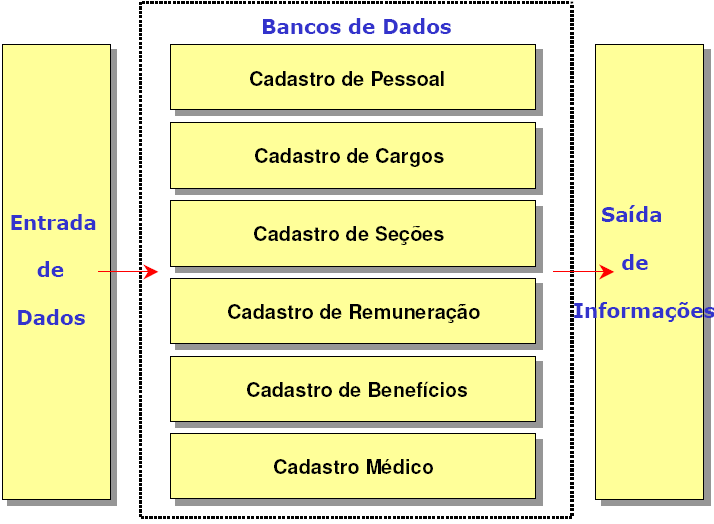 Bancos de Dados
Entrada
de
Dados
Cadastro de Pessoal
Cadastro de Cargos
Cadastro de Seções
Cadastro de Remuneração
Cadastro de Benefícios
Cadastro Médico
Saída
de
Informações